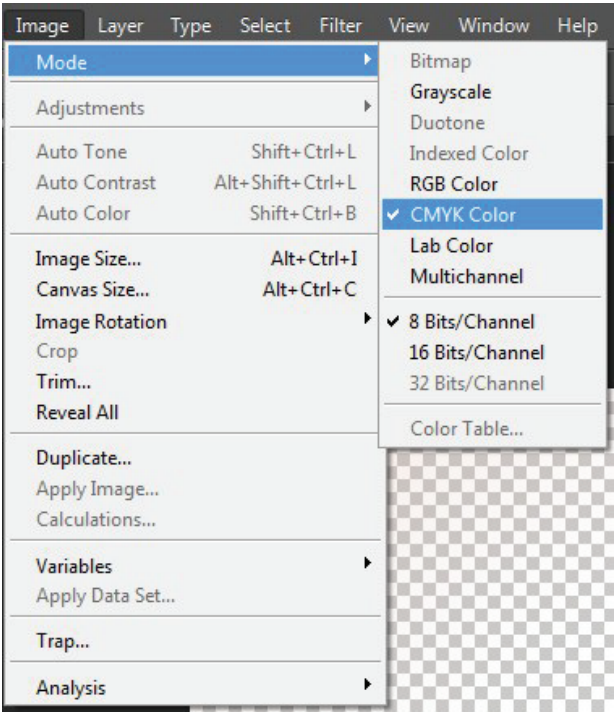 Image Layer Type Select Filter View Window Help
Mode
Adjustments
Auto Tone Shift+Ctrl+L
Auto Contrast Alt+Shift+Ctrl+L
Auto Color Shift+Ctrl+B
Image Size... Alt+Ctrl+I
Canvas Size... Alt+Ctrl+C
Image Rotation
Crop
Trim...
Reveal All
Duplicate...
Apply Image...
Calculations...
Variables
Apply Data Set...
Trap...
Analysis
Bitmap
Grayscale
Duotone
Indexed Color
RGB Color
CMYK Color
Lab Color
Multichannel
8 Bits/Channel
16 Bits/Channel
32 Bits/Channel
Color Table...